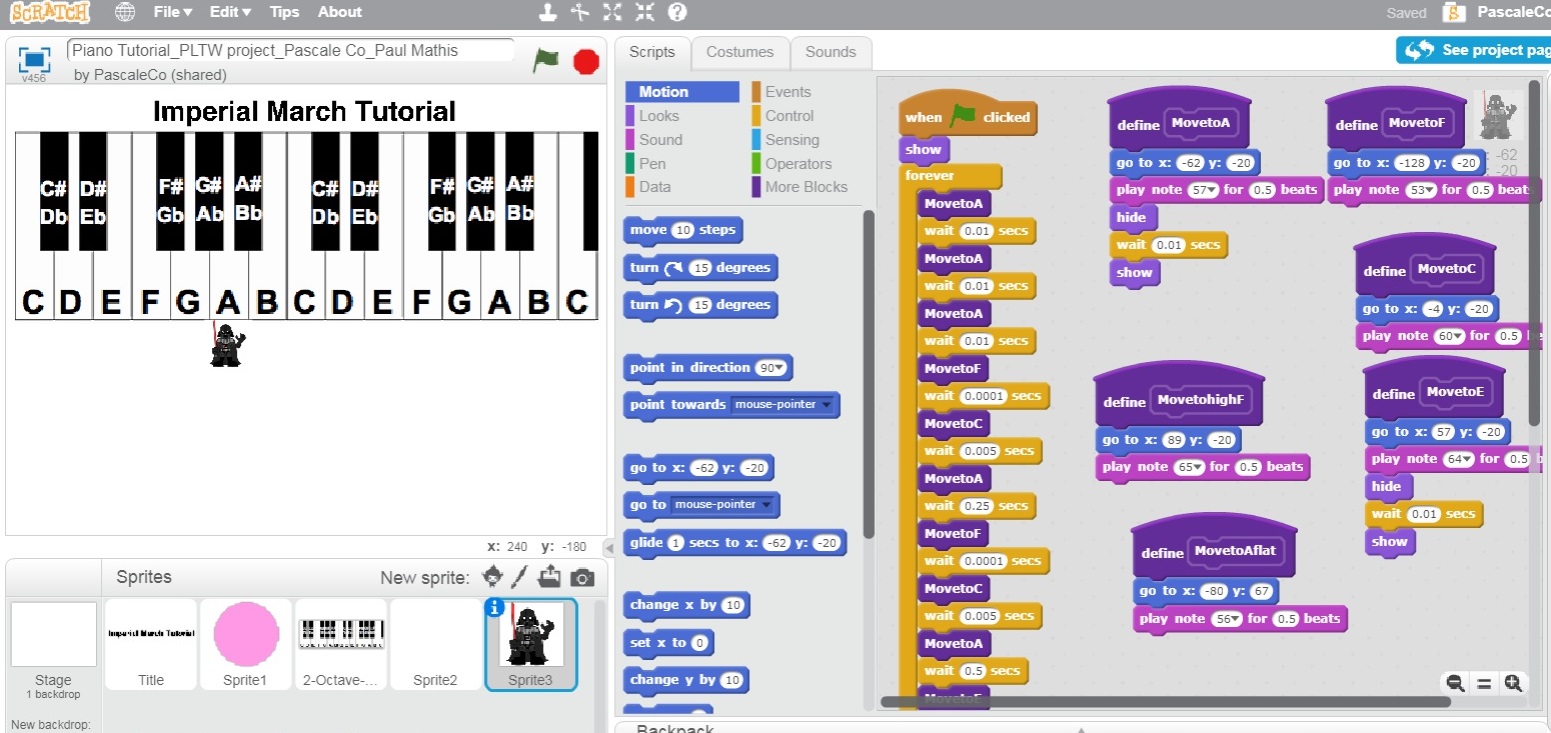 SCRATCH
File▼ Edit▼ Tips About
Saved
PascaleCo
v456
Piano Tutorial_PLTW project_Pascale Co_Paul Mathis
by PascaleCo (shared)
Imperial March Tutorial
C# D# F# G# A# C# D# F# G# A#
Db Eb Gb Ab Bb Db Eb Gb Ab Bb
C D E F G A B C D E F G A B C
x: 240 y: -180
Sprites New sprite:
Stage
1 backdrop
New backdrop:
Imperial March Tutorial
Title
Sprite1
2-Octave-...
Sprite2
Sprite3
Scripts Costumes Sounds
See project pag
Motion Events
Looks Control
Sound Sensing
Pen Operators
Data More Blocks
move 10 steps
turn 15 degrees
turn 15 degrees
point in direction 90▼
point towards mouse-pointer
go to x: -62 y: -20
go to mouse-pointer
glide 1 secs to x: -62 y: -20
change x by 10
set x to 0
change y by 10
when clicked
show
forever
MovetoA
wait 0.01 secs
MovetoA
wait 0.01 secs
MovetoA
wait 0.01 secs
MovetoF
wait 0.0001 secs
MovetoC
wait 0.005 secs
MovetoA
wait 0.25 secs
MovetoF
wait 0.0001 secs
MovetoC
wait 0.005 secs
MovetoA
wait 0.5 secs
define MovetoA
go to x: -62 y: -20
play note 57▼ for 0.5 beats
hide
wait 0.01 secs
show
define MovetoF
go to x: -128 y: -20
play note 53▼ for 0.5 beats
: -62
: -20
define MovetoC
go to x: -4 y: -20
play note 60▼ for 0.5
define MovetohighF
go to x: 89 y: -20
play note 65▼ for 0.5 beats
define MovetoE
go to x: 57 y: -20
play note 64▼ for 0.5
hide
wait 0.01 secs
show
define MovetoAflat
go to x: -80 y: 67
play note 56▼ for 0.5 beats
Backpack